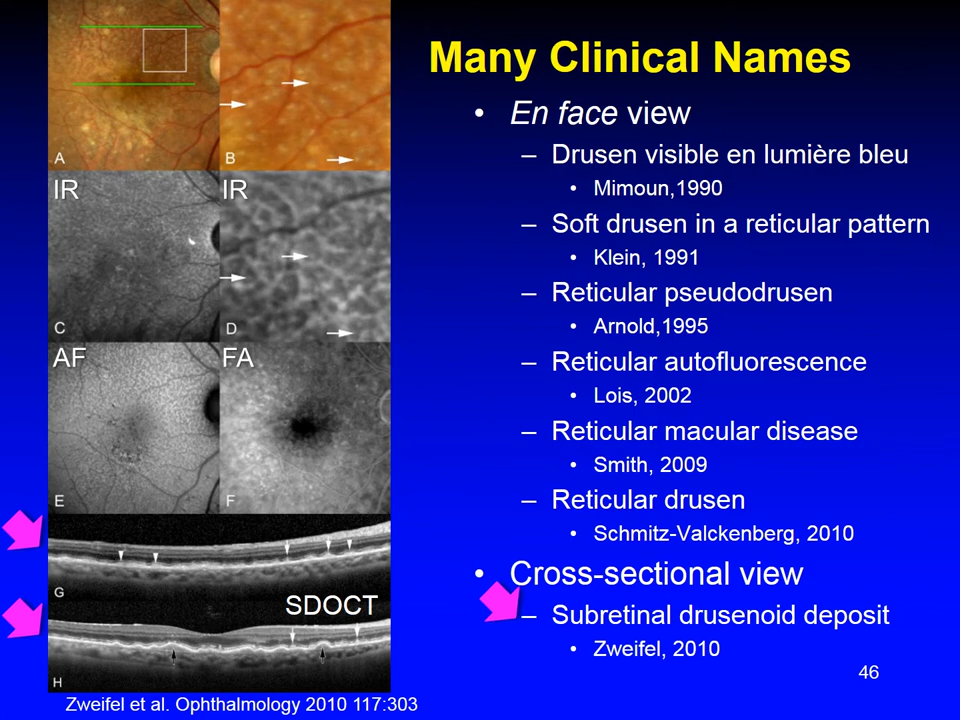 Many Clinical Names
• En face view
– Drusen visible en lumière bleu
• Mimoun,1990
– Soft drusen in a reticular pattern
• Klein, 1991
– Reticular pseudodrusen
• Arnold,1995
– Reticular autofluorescence
• Lois, 2002
– Reticular macular disease
• Smith, 2009
– Reticular drusen
• Schmitz-Valckenberg, 2010
• Cross-sectional view
– Subretinal drusenoid deposit
• Zweifel, 2010
46
A
B
IR
IR
C
D
AF
FA
E
F
G
SDOCT
H
Zweifel et al. Ophthalmology 2010 117:303